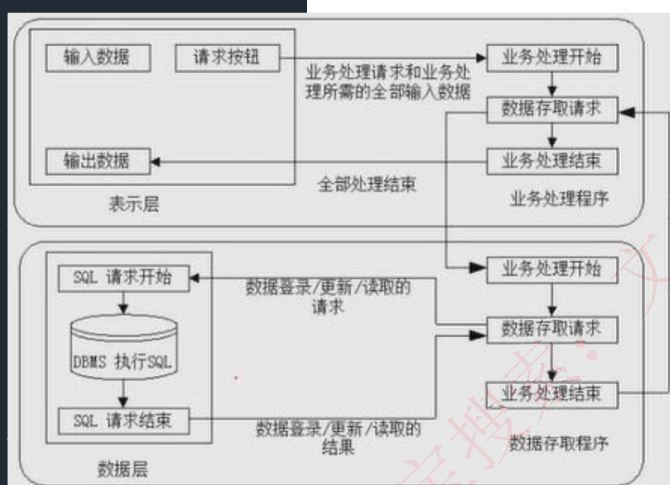 输入数据
请求按钮
业务处理请求和业务处
理所需的全部输入数据
业务处理开始
数据存取请求
业务处理结束
输出数据
全部处理结束
表示层
业务处理程序
SQL 请求开始
DBMS 执行SQL
SQL 请求结束
数据登录/更新/读取的
请求
数据登录/更新/读取的
结果
业务处理开始
数据存取请求
业务处理结束
数据层
数据存取程序
宝搜索：文